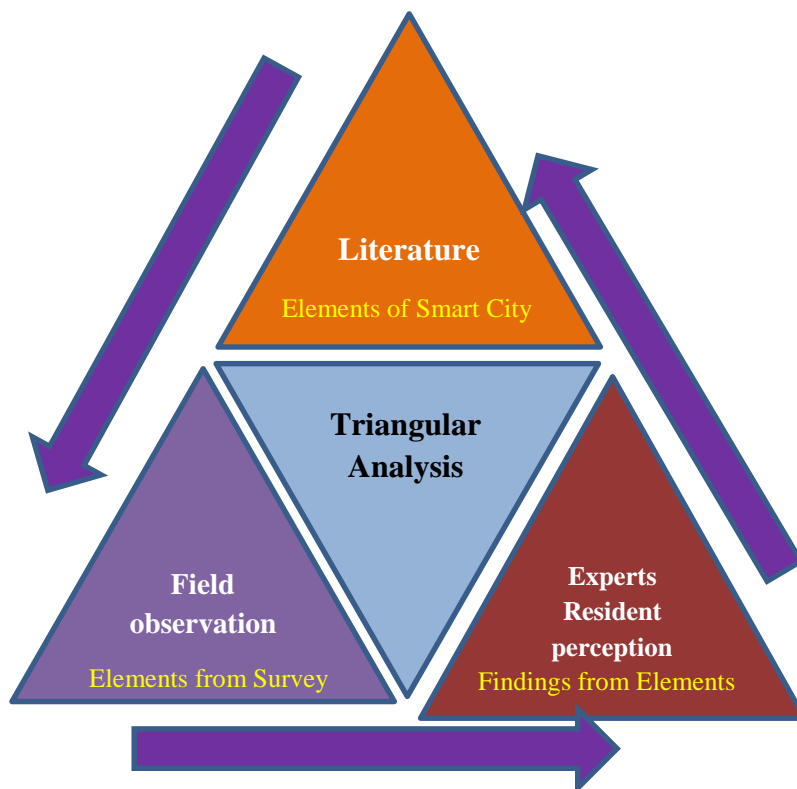 Literature
Elements of Smart City
Triangular
Analysis
Field
observation
Elements from Survey
Experts
Resident
perception
Findings from Elements